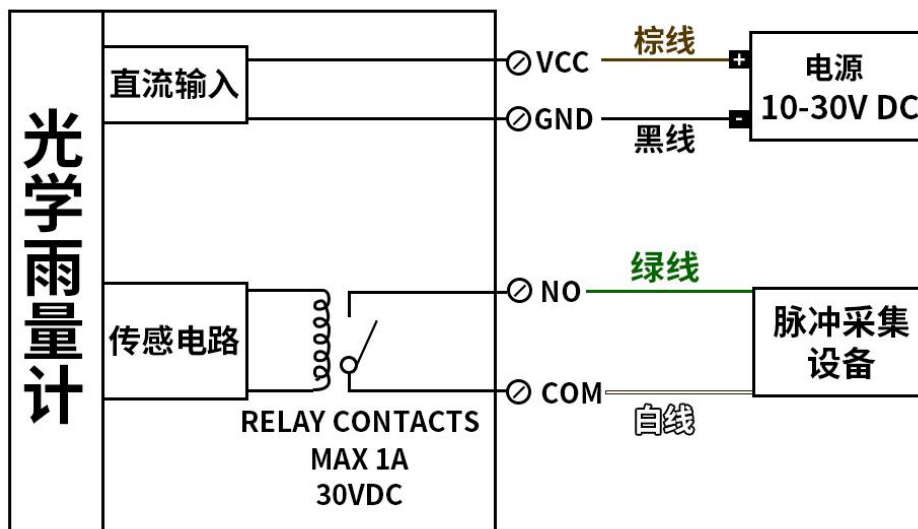 光学雨量计
直流输入
VCC
棕线
+
电源
10-30V DC
GND
黑线
-
传感电路
NO
绿线
脉冲采集
设备
COM
白线
RELAY CONTACTS
MAX 1A
30VDC